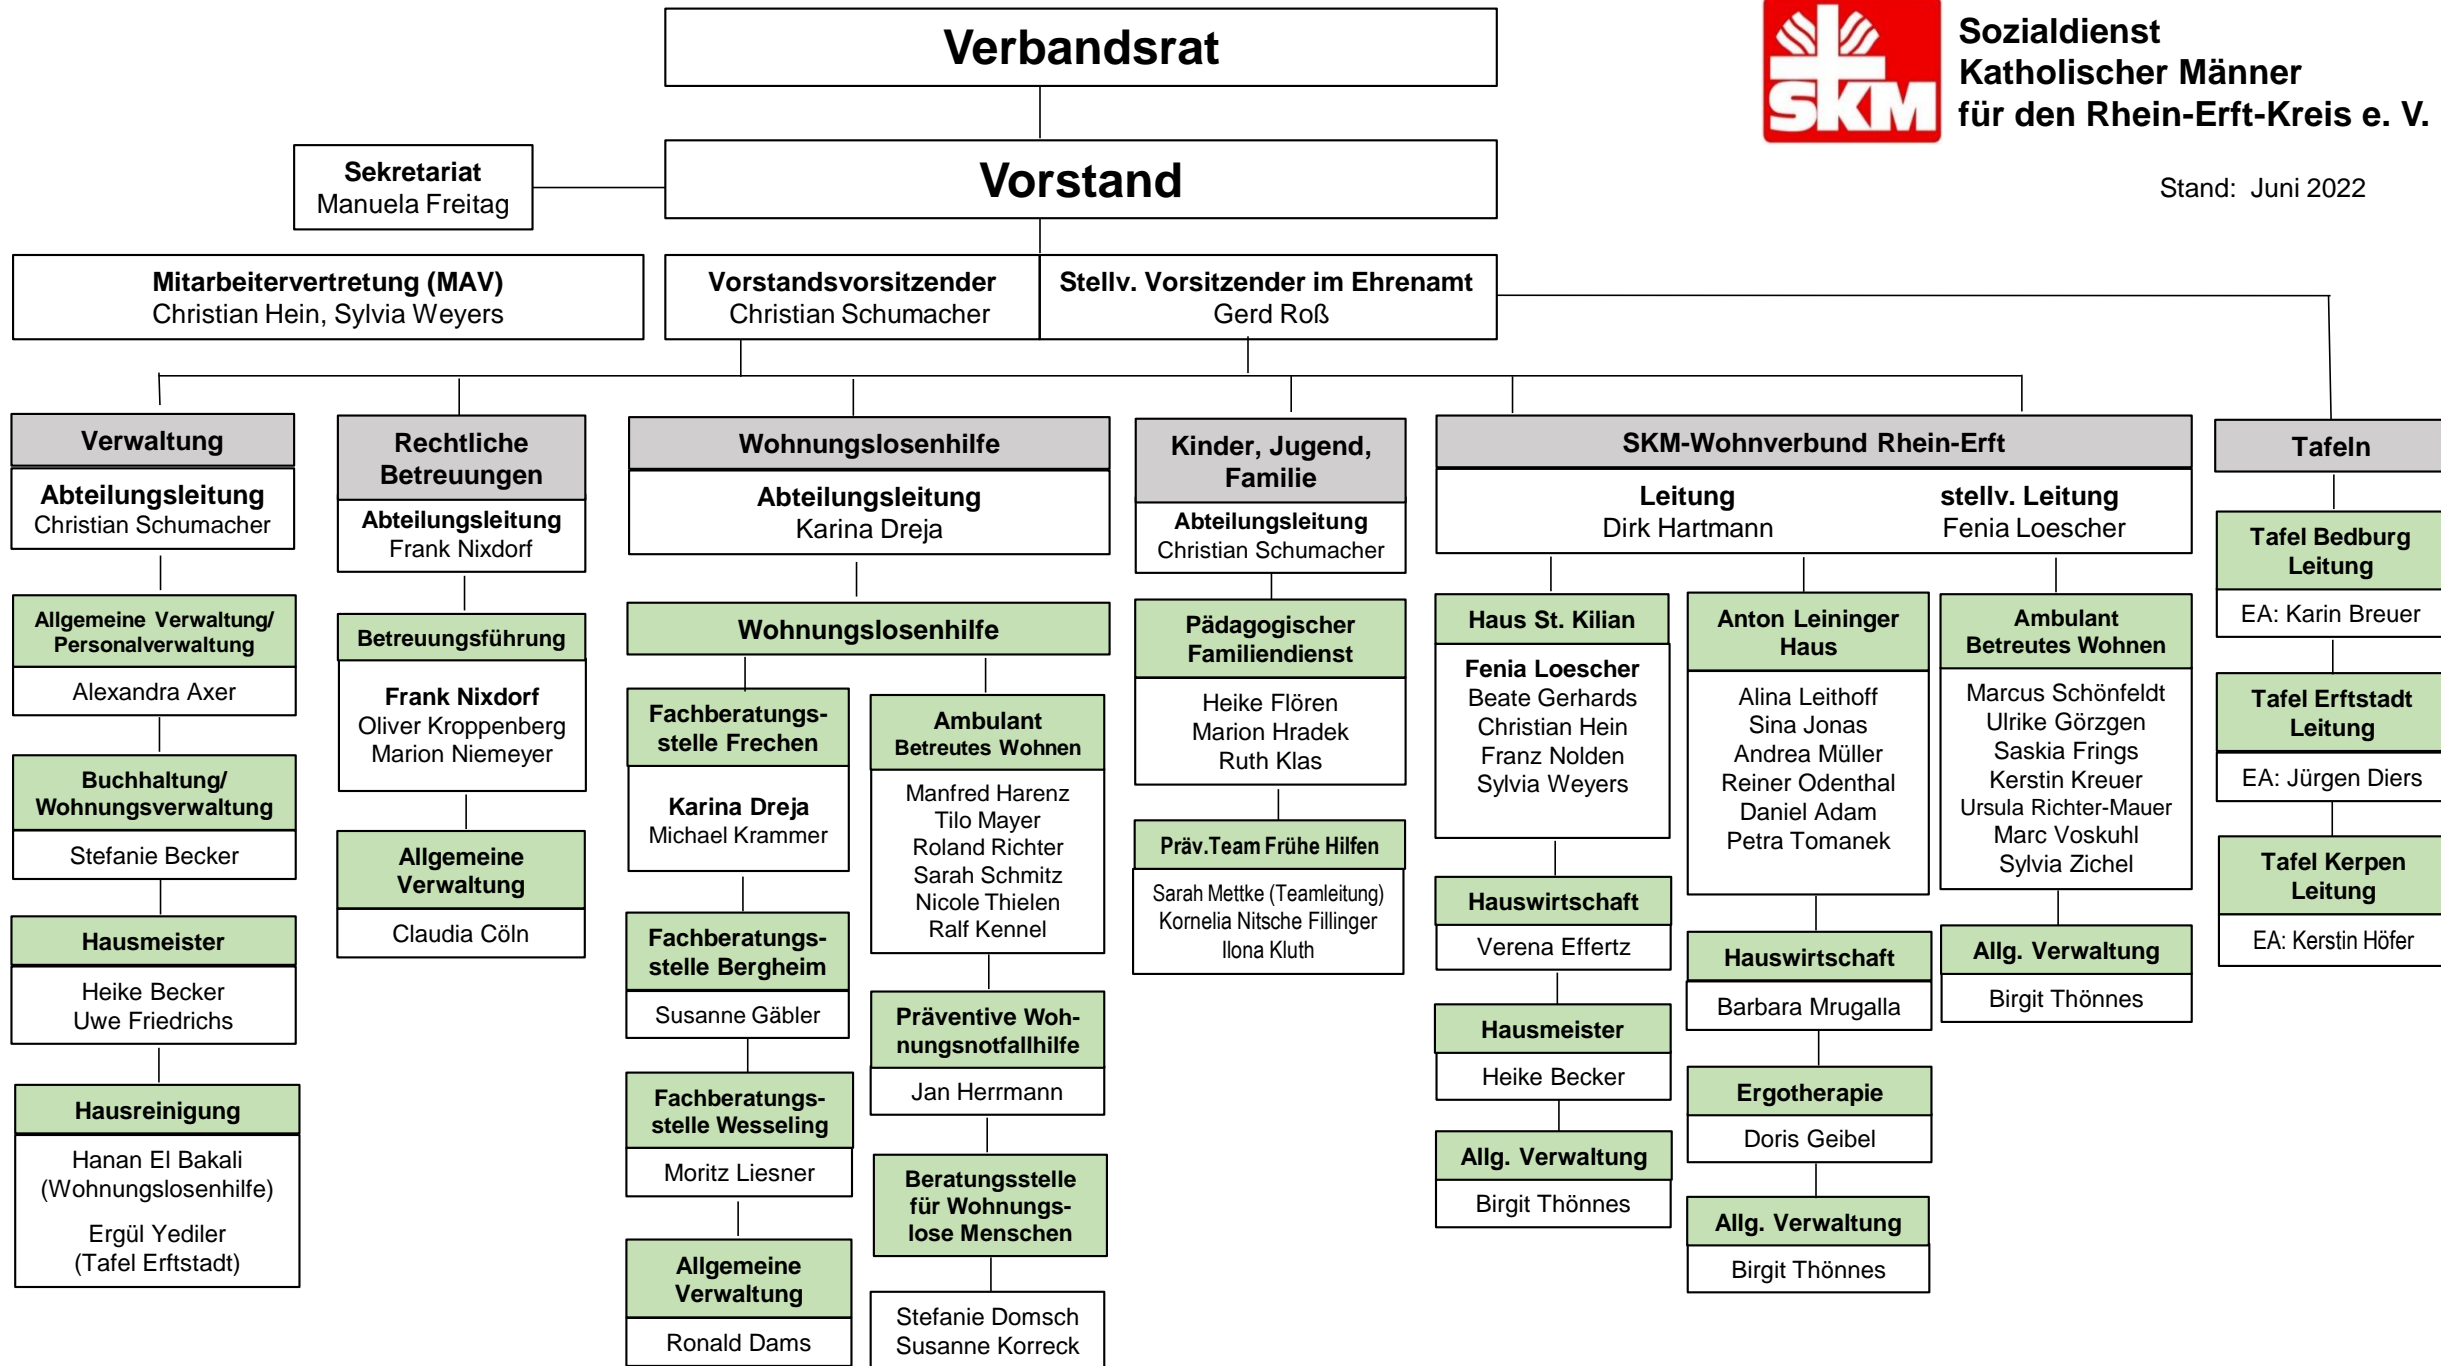 Verbandsrat
SKM
Sozialdienst
Katholischer Männer
für den Rhein-Erft-Kreis e. V.
Stand: Juni 2022
Sekretariat
Manuela Freitag
Vorstand
Mitarbeitervertretung (MAV)
Christian Hein, Sylvia Weyers
Vorstandsvorsitzender
Christian Schumacher
Stellv. Vorsitzender im Ehrenamt
Gerd Roß
Verwaltung
Abteilungsleitung
Christian Schumacher
Allgemeine Verwaltung/
Personalverwaltung
Alexandra Axer
Buchhaltung/
Wohnungsverwaltung
Stefanie Becker
Hausmeister
Heike Becker
Uwe Friedrichs
Hausreinigung
Hanan El Bakali
(Wohnungslosenhilfe)
Ergül Yediler
(Tafel Erftstadt)
Rechtliche
Betreuungen
Abteilungsleitung
Frank Nixdorf
Betreuungsführung
Frank Nixdorf
Oliver Kroppenberg
Marion Niemeyer
Allgemeine
Verwaltung
Claudia Cöln
Wohnungslosenhilfe
Abteilungsleitung
Karina Dreja
Wohnungslosenhilfe
Fachberatungs-
stelle Frechen
Karina Dreja
Michael Krammer
Fachberatungs-
stelle Bergheim
Susanne Gäbler
Fachberatungs-
stelle Wesseling
Moritz Liesner
Allgemeine
Verwaltung
Ronald Dams
Ambulant
Betreutes Wohnen
Manfred Harenz
Tilo Mayer
Roland Richter
Sarah Schmitz
Nicole Thielen
Ralf Kennel
Präventive Woh-
nungsnotfallhilfe
Jan Herrmann
Beratungsstelle
für Wohnungs-
lose Menschen
Stefanie Domsch
Susanne Korreck
Kinder, Jugend,
Familie
Abteilungsleitung
Christian Schumacher
Pädagogischer
Familiendienst
Heike Flören
Marion Hradek
Ruth Klas
Präv.Team Frühe Hilfen
Sarah Mettke (Teamleitung)
Kornelia Nitsche Fillinger
Ilona Kluth
SKM-Wohnverbund Rhein-Erft
Leitung
Dirk Hartmann
stellv. Leitung
Fenia Loescher
Haus St. Kilian
Fenia Loescher
Beate Gerhards
Christian Hein
Franz Nolden
Sylvia Weyers
Hauswirtschaft
Verena Effertz
Hausmeister
Heike Becker
Allg. Verwaltung
Birgit Thönnes
Anton Leininger
Haus
Alina Leithoff
Sina Jonas
Andrea Müller
Reiner Odenthal
Daniel Adam
Petra Tomanek
Hauswirtschaft
Barbara Mrugalla
Ergotherapie
Doris Geibel
Allg. Verwaltung
Birgit Thönnes
Ambulant
Betreutes Wohnen
Marcus Schönfeldt
Ulrike Görzgen
Saskia Frings
Kerstin Kreuer
Ursula Richter-Mauer
Marc Voskuhl
Sylvia Zichel
Allg. Verwaltung
Birgit Thönnes
Tafeln
Tafel Bedburg
Leitung
EA: Karin Breuer
Tafel Erftstadt
Leitung
EA: Jürgen Diers
Tafel Kerpen
Leitung
EA: Kerstin Höfer